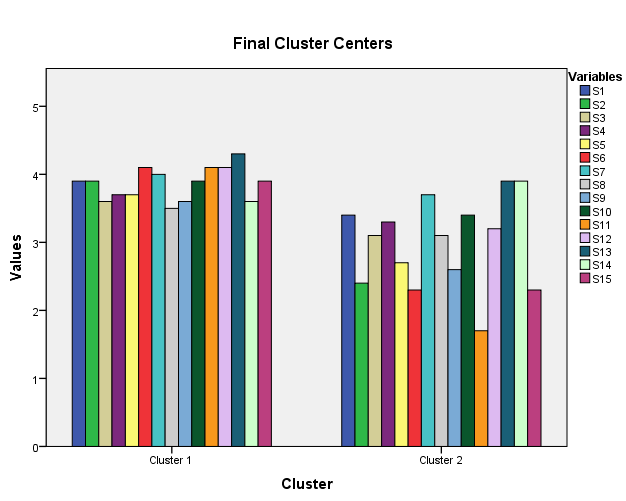 Final Cluster Centers
Variables
S1
S2
S3
S4
S5
S6
S7
S8
S9
S10
S11
S12
S13
S14
S15
Values
5
4
3
2
1
0
Cluster 1
Cluster 2
Cluster